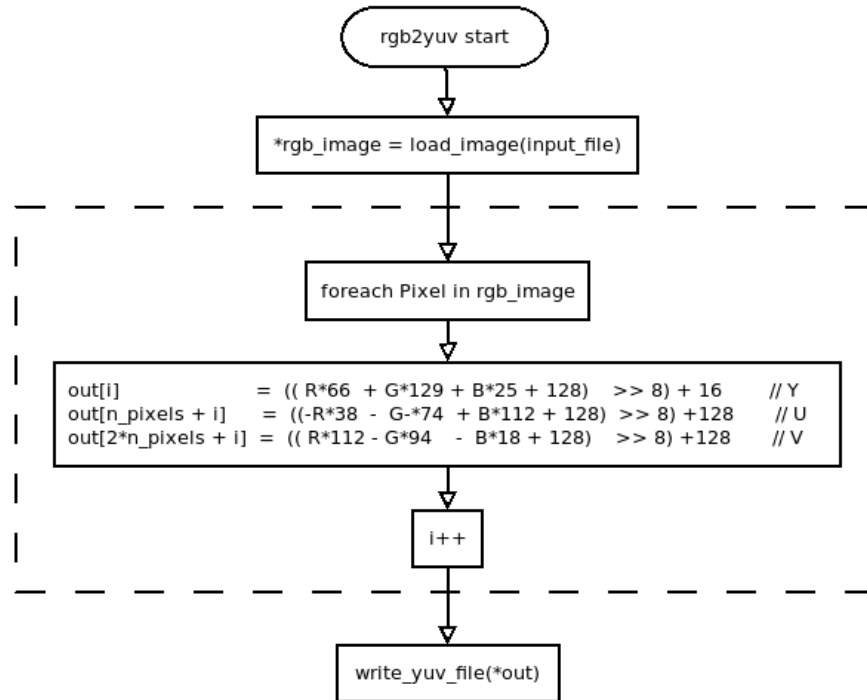 rgb2yuv start
*rgb_image = load_image(input_file)
foreach Pixel in rgb_image
out[i] = (( R*66 + G*129 + B*25 + 128) >> 8) + 16 // Y
out[n_pixels + i] = ((-R*38 - G-*74 + B*112 + 128) >> 8) +128 // U
out[2*n_pixels + i] = (( R*112 - G*94 - B*18 + 128) >> 8) +128 // V
i++
write_yuv_file(*out)